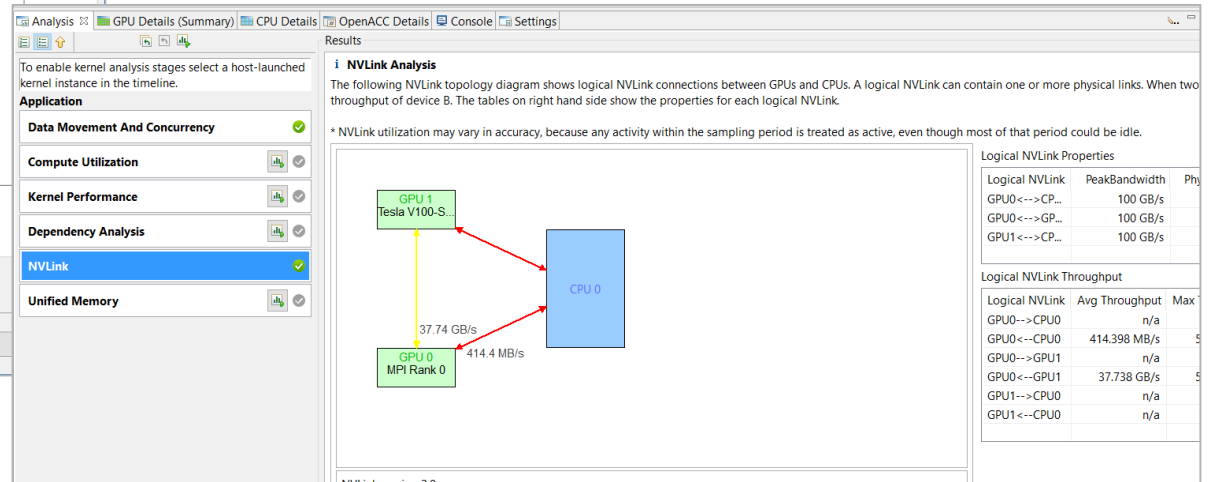 Analysis GPU Details (Summary) CPU Details OpenACC Details Console Settings
Results
To enable kernel analysis stages select a host-launched
kernel instance in the timeline.
Application
Data Movement And Concurrency
Compute Utilization
Kernel Performance
Dependency Analysis
NVLink
Unified Memory
i NVLink Analysis
The following NVLink topology diagram shows logical NVLink connections between GPUs and CPUs. A logical NVLink can contain one or more physical links. When two
throughput of device B. The tables on right hand side show the properties for each logical NVLink.
* NVLink utilization may vary in accuracy, because any activity within the sampling period is treated as active, even though most of that period could be idle.
GPU 1
Tesla V100-S...
CPU 0
37.74 GB/s
414.4 MB/s
GPU 0
MPI Rank 0
Logical NVLink Properties
Logical NVLink PeakBandwidth Phy
GPU0<-->CP... 100 GB/s
GPU0<-->GP... 100 GB/s
GPU1<-->CP... 100 GB/s
Logical NVLink Throughput
Logical NVLink Avg Throughput Max
GPU0-->CPU0 n/a
GPU0<--CPU0 414.398 MB/s 5
GPU0-->GPU1 n/a
GPU0<--GPU1 37.738 GB/s 5
GPU1-->CPU0 n/a
GPU1<--CPU0 n/a